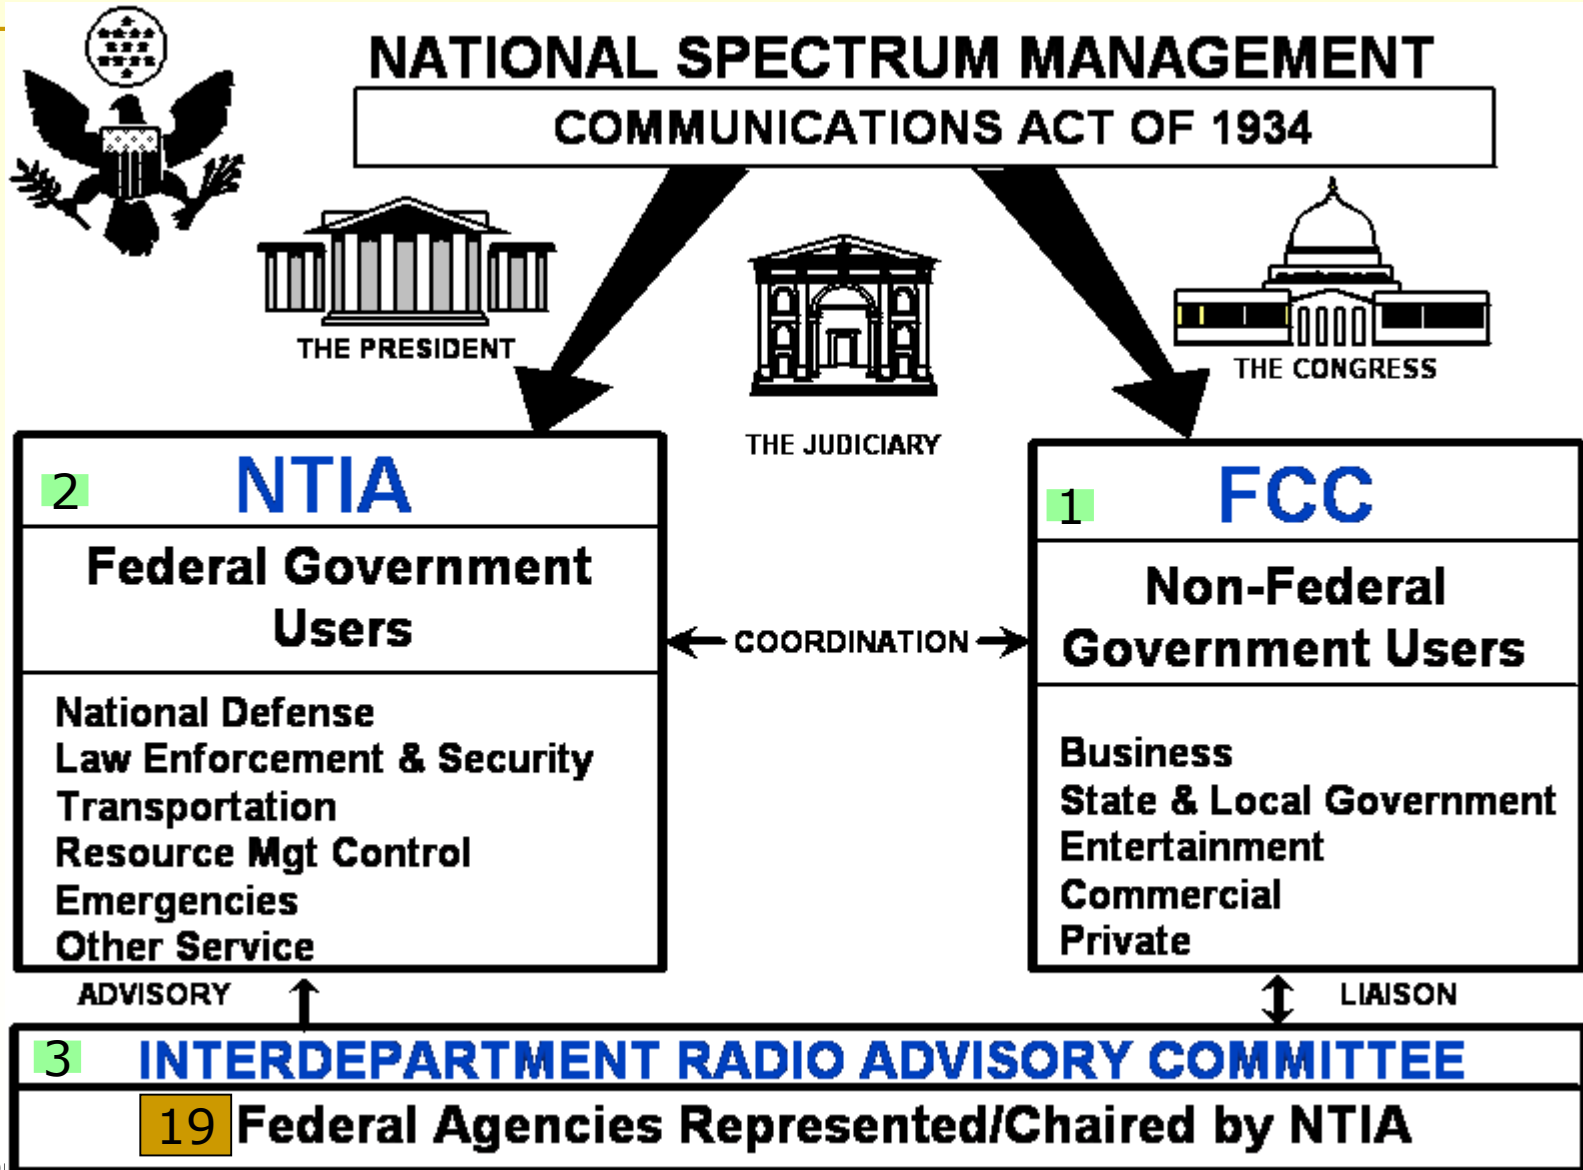 NATIONAL SPECTRUM MANAGEMENT
COMMUNICATIONS ACT OF 1934
THE PRESIDENT
THE JUDICIARY
THE CONGRESS
2 NTIA
Federal Government
Users
National Defense
Law Enforcement & Security
Transportation
Resource Mgt Control
Emergencies
Other Service
COORDINATION
1 FCC
Non-Federal
Government Users
Business
State & Local Government
Entertainment
Commercial
Private
ADVISORY
LIAISON
3 INTERDEPARTMENT RADIO ADVISORY COMMITTEE
19 Federal Agencies Represented/Chaired by NTIA